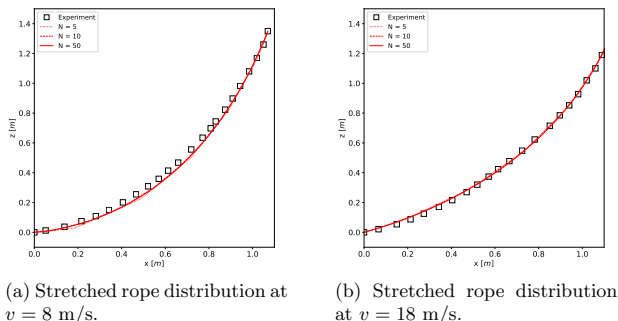 1.4
1.2
1.0
0.8
0.6
0.4
0.2
0.0
z [m]
Experiment
N = 5
N = 10
N = 50
0.0 0.2 0.4 0.6 0.8 1.0
x [m]
1.4
1.2
1.0
0.8
0.6
0.4
0.2
0.0
z [m]
Experiment
N = 5
N = 10
N = 50
0.0 0.2 0.4 0.6 0.8 1.0
x [m]
(a) Stretched rope distribution at
v = 8 m/s.
(b) Stretched rope distribution
at v = 18 m/s.